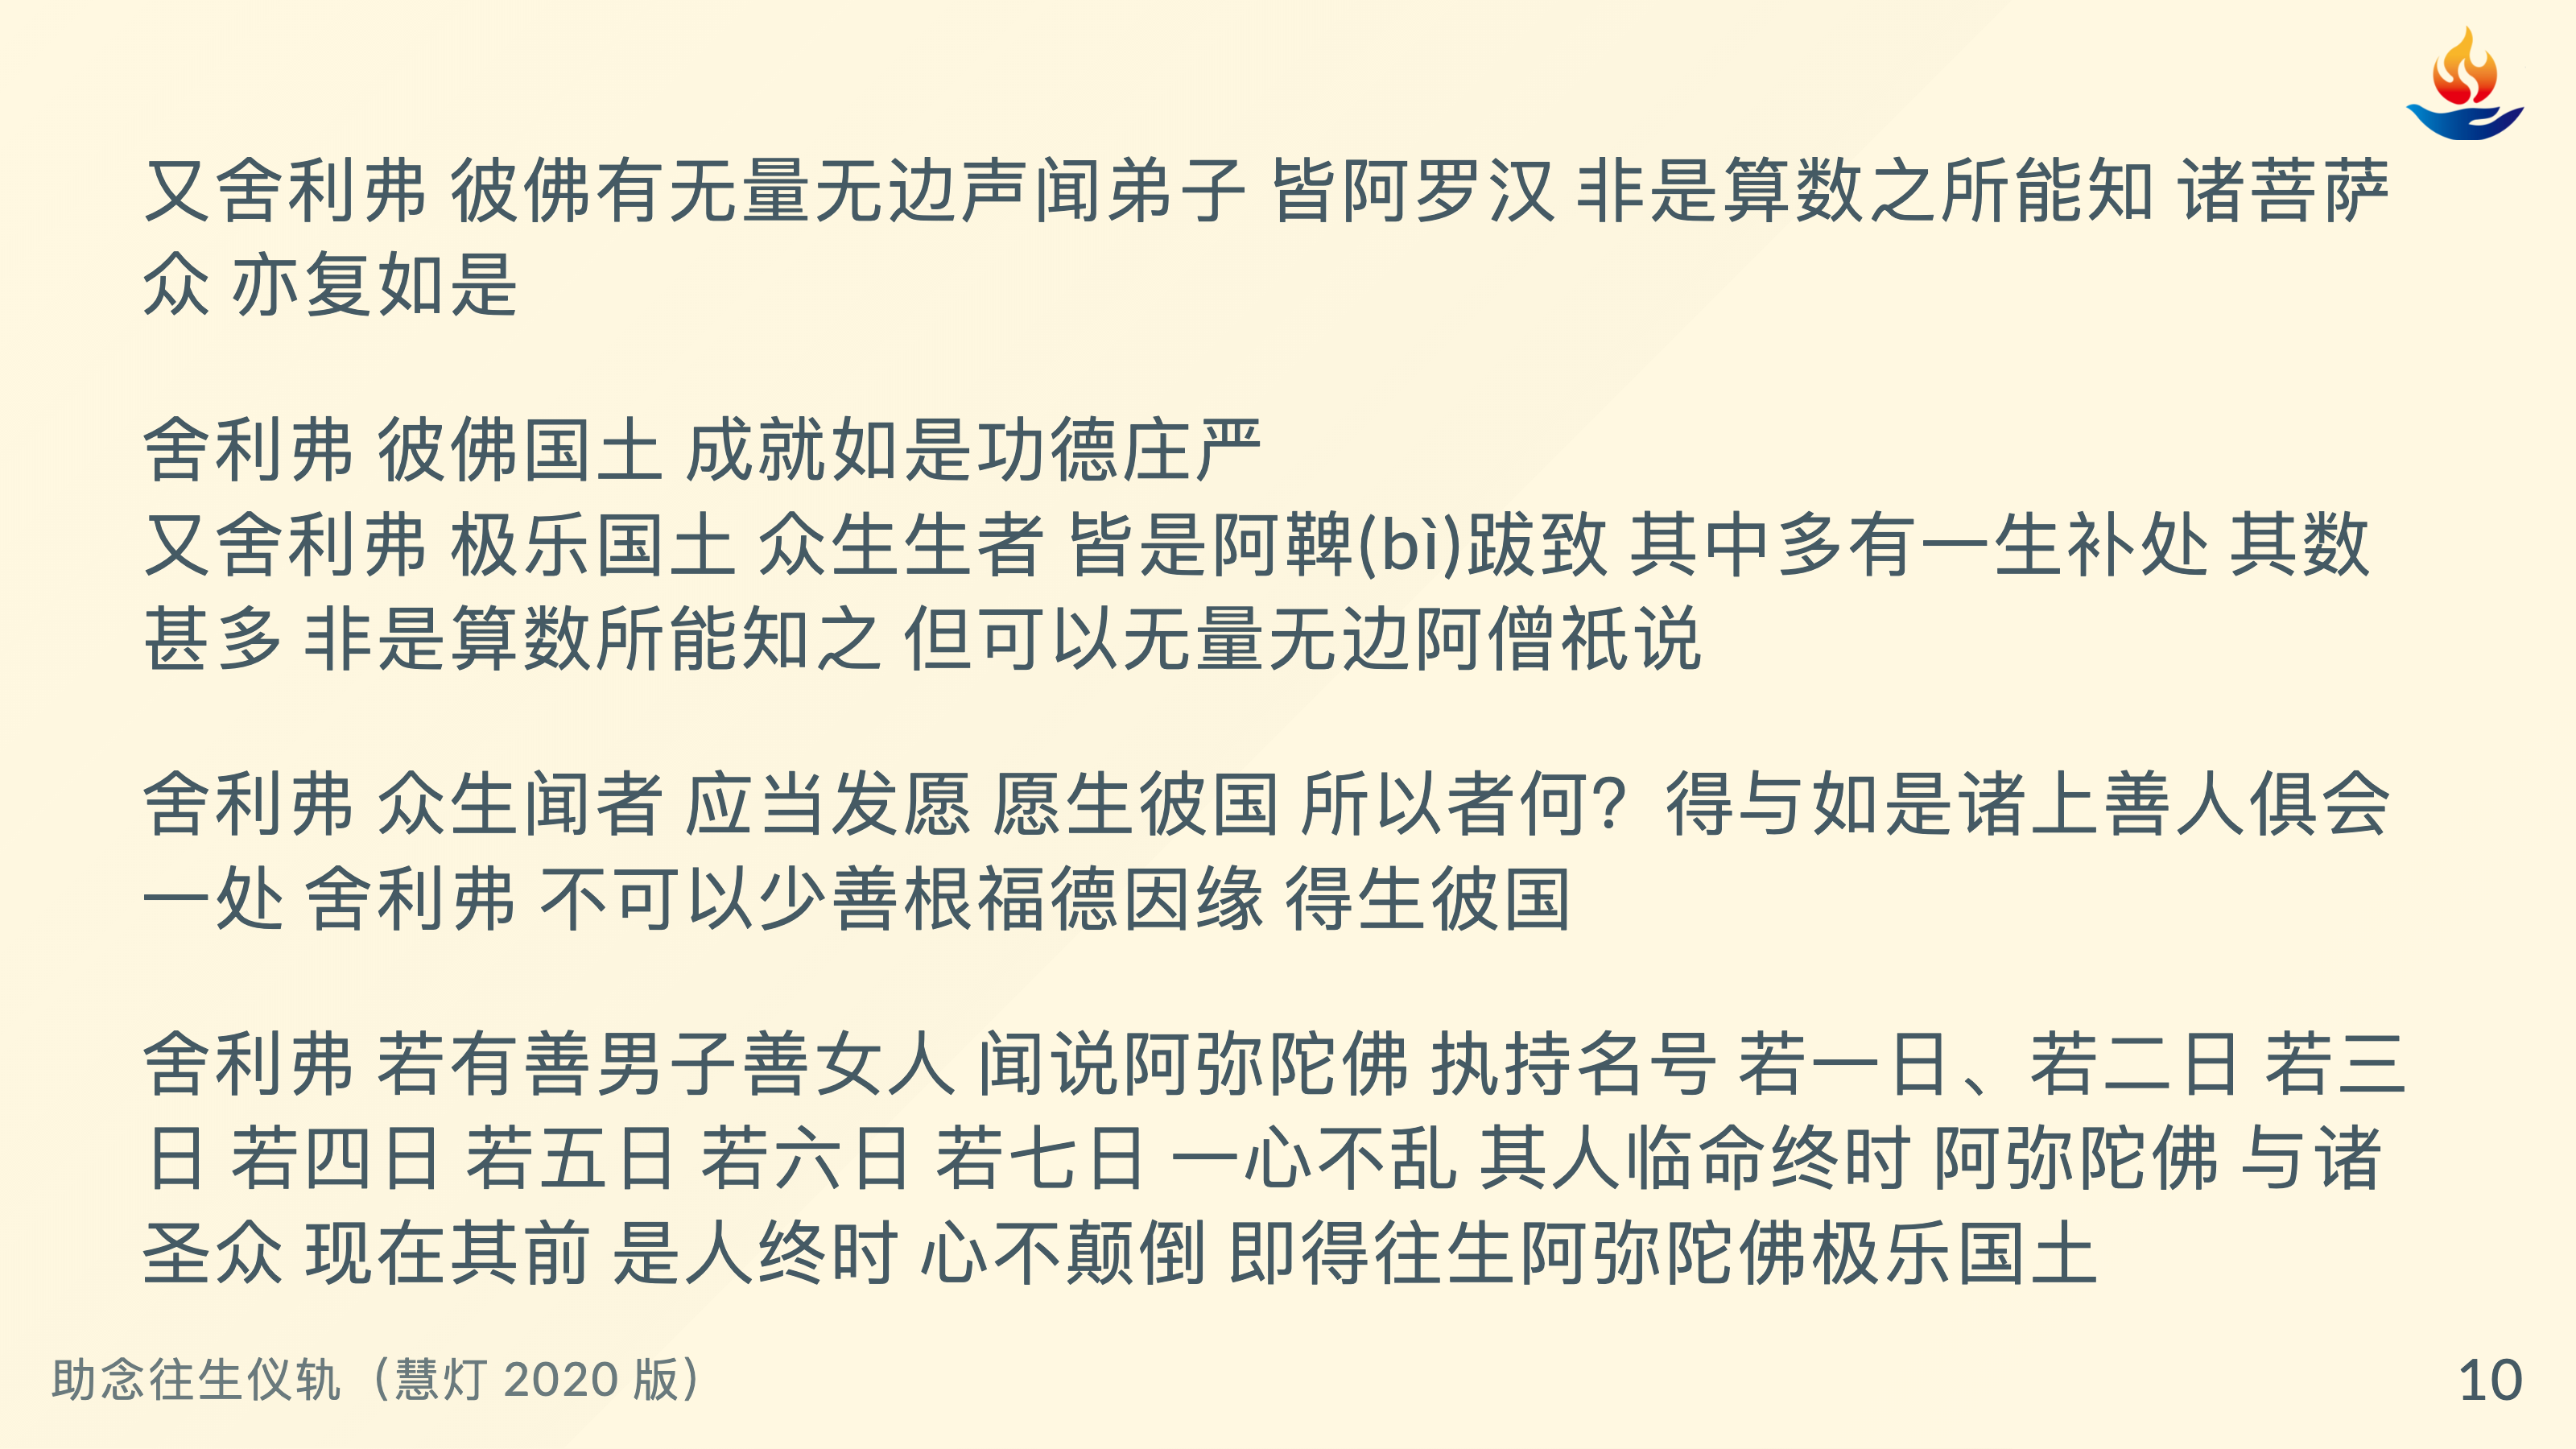 又舍利弗 彼佛有无量无边声闻弟子 皆阿罗汉 非是算数之所能知 诸菩萨
众 亦复如是
舍利弗 彼佛国土 成就如是功德庄严
又舍利弗 极乐国土 众生生者 皆是阿鞞(bì)跋致 其中多有一生补处 其数
甚多 非是算数所能知之 但可以无量无边阿僧祇说
舍利弗 众生闻者 应当发愿 愿生彼国 所以者何？得与如是诸上善人俱会
一处 舍利弗 不可以少善根福德因缘 得生彼国
舍利弗 若有善男子善女人 闻说阿弥陀佛 执持名号 若一日、若二日 若三
日 若四日 若五日 若六日 若七日 一心不乱 其人临命终时 阿弥陀佛 与诸
圣众 现在其前 是人终时 心不颠倒 即得往生阿弥陀佛极乐国土
助念往生仪轨（慧灯 2020 版）
10